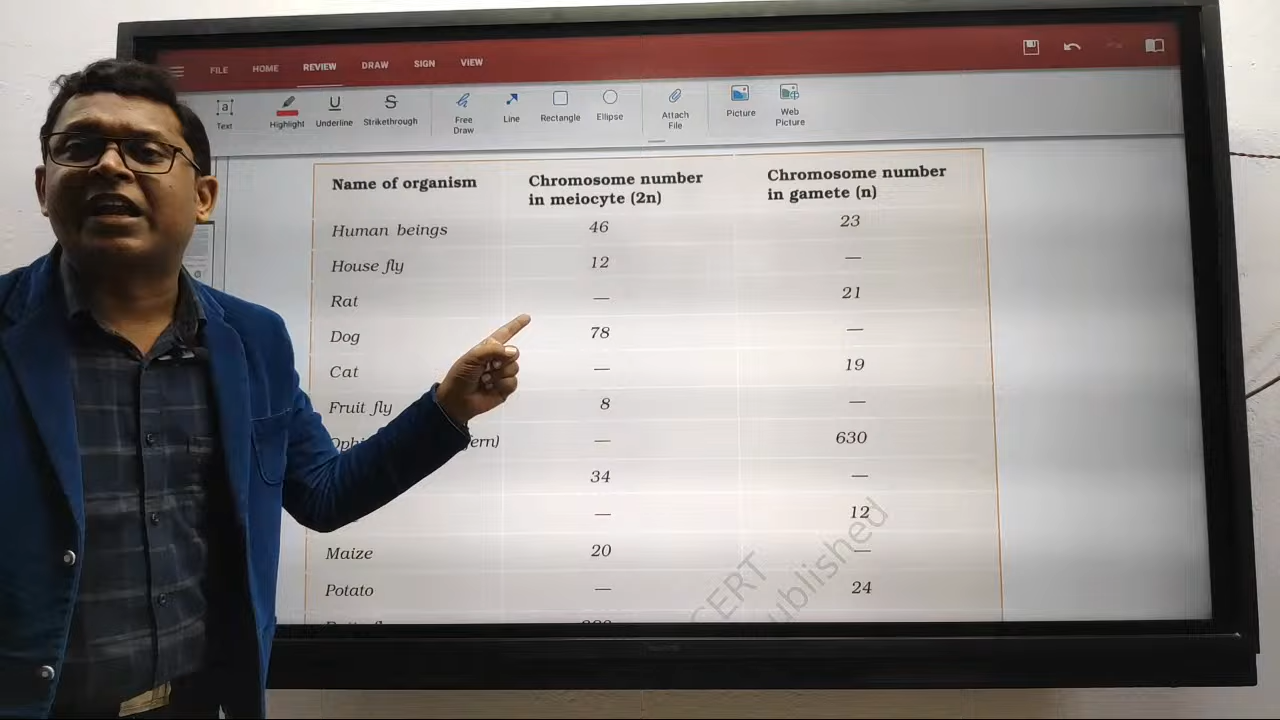 FILE HOME REVIEW DRAW SIGN VIEW
a
Text Highlight Underline Strikethrough Free Draw Line Rectangle Ellipse Attach File Picture Web Picture
Name of organism Chromosome number in meiocyte (2n) Chromosome number in gamete (n)
Human beings 46 23
House fly 12 —
Rat — 21
Dog 78 —
Cat — 19
Fruit fly 8 —
fern) — 630
34 —
— 12
Maize 20 —
Potato — 24